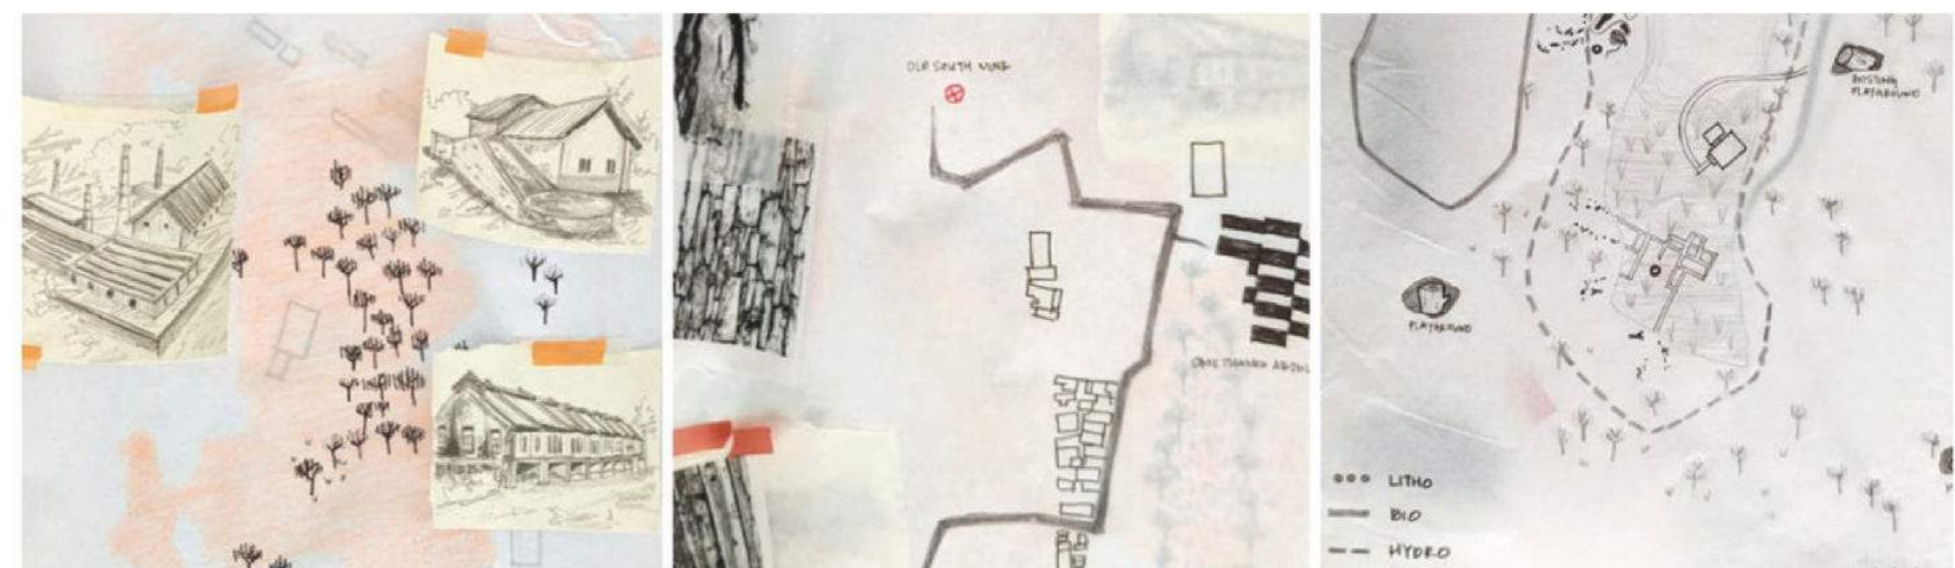 OLD SOUTH MINE
EXISTING
PLAYGROUND
PLAYGROUND
LITHO
BIO
HYDRO